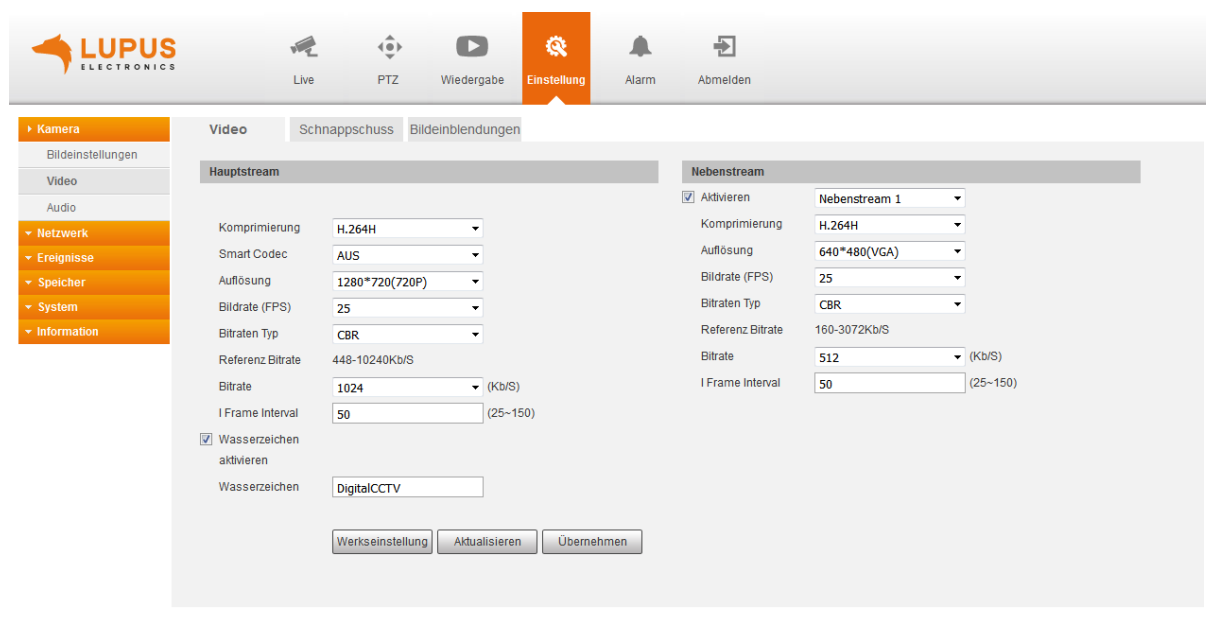 LUPUS
ELECTRONICS
Live
PTZ
Wiedergabe
Einstellung
Alarm
Abmelden
Kamera
Bildeinstellungen
Video
Audio
Netzwerk
Ereignisse
Speicher
System
Information
Video
Schnappschuss
Bildeinblendungen
Hauptstream
Komprimierung H.264H
Smart Codec AUS
Auflösung 1280*720(720P)
Bildrate (FPS) 25
Bitraten Typ CBR
Referenz Bitrate 448-10240Kb/S
Bitrate 1024 (Kb/S)
I Frame Interval 50 (25~150)
Wasserzeichen
aktivieren
Wasserzeichen DigitalCCTV
Werkseinstellung
Aktualisieren
Übernehmen
Nebenstream
Aktivieren Nebenstream 1
Komprimierung H.264H
Auflösung 640*480(VGA)
Bildrate (FPS) 25
Bitraten Typ CBR
Referenz Bitrate 160-3072Kb/S
Bitrate 512 (Kb/S)
I Frame Interval 50 (25~150)